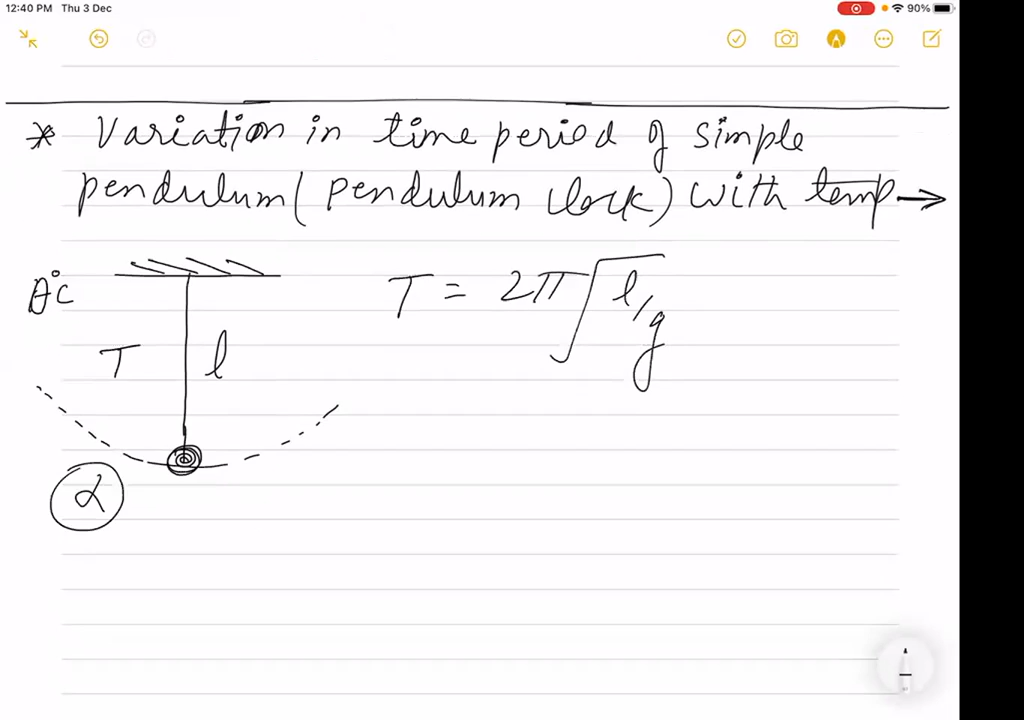 12:40 PM Thu 3 Dec
90%
* Variation in time period of simple
pendulum (pendulum clock) with temp →
θ°C
T = 2π√l/g
T
l
α